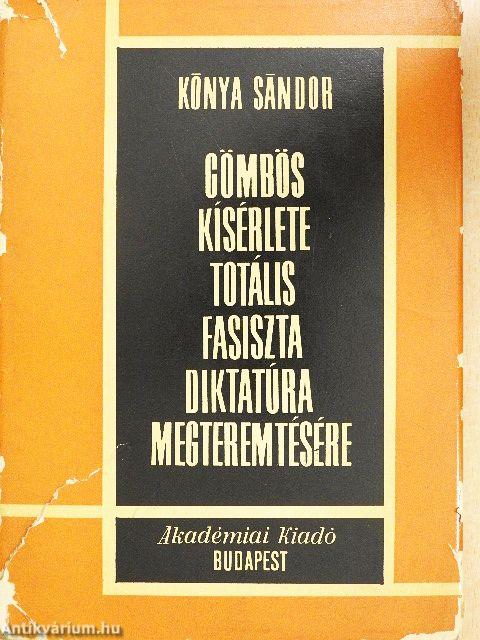 KÓNYA SÁNDOR
GÖMBÖS
KÍSÉRLETE
TOTÁLIS
FASISZTA
DIKTATÚRA
MEGTEREMTÉSÉRE
Akadémiai Kiadó
BUDAPEST
Antikvárium.hu